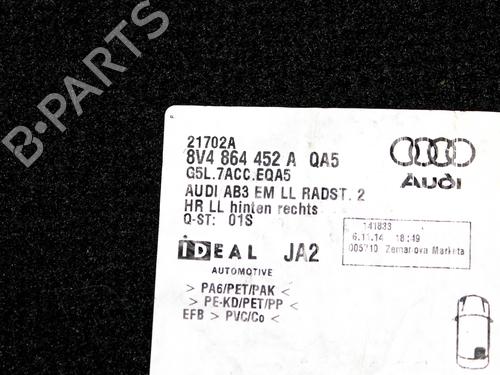 21702A
8V4 864 452 A QA5
G5L.7ACC.EQA5
AUDI AB3 EM LL RADST. 2
HR LL hinten rechts
Q-ST: 01S
Audi
141833
6.11.14 18:49
005710 Zemanova Marketa
iDEAL JA2
AUTOMOTIVE
> PA6/PET/PAK <
> PE-KD/PET/PP <
EFB > PVC/Co <
B-PARTS